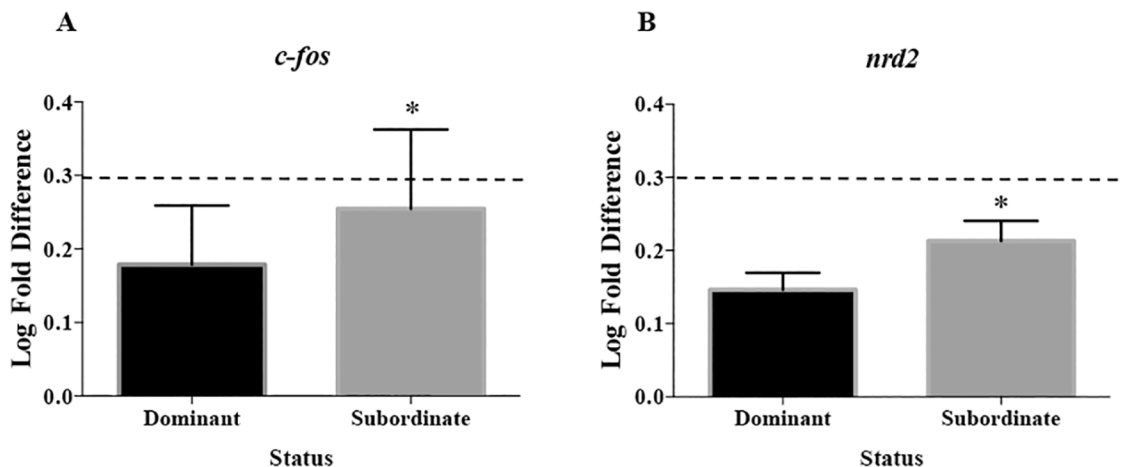 A
c-fos
Log Fold Difference
0.4
0.3
0.2
0.1
0.0
*
Dominant
Subordinate
Status
B
nrd2
Log Fold Difference
0.4
0.3
0.2
0.1
0.0
*
Dominant
Subordinate
Status